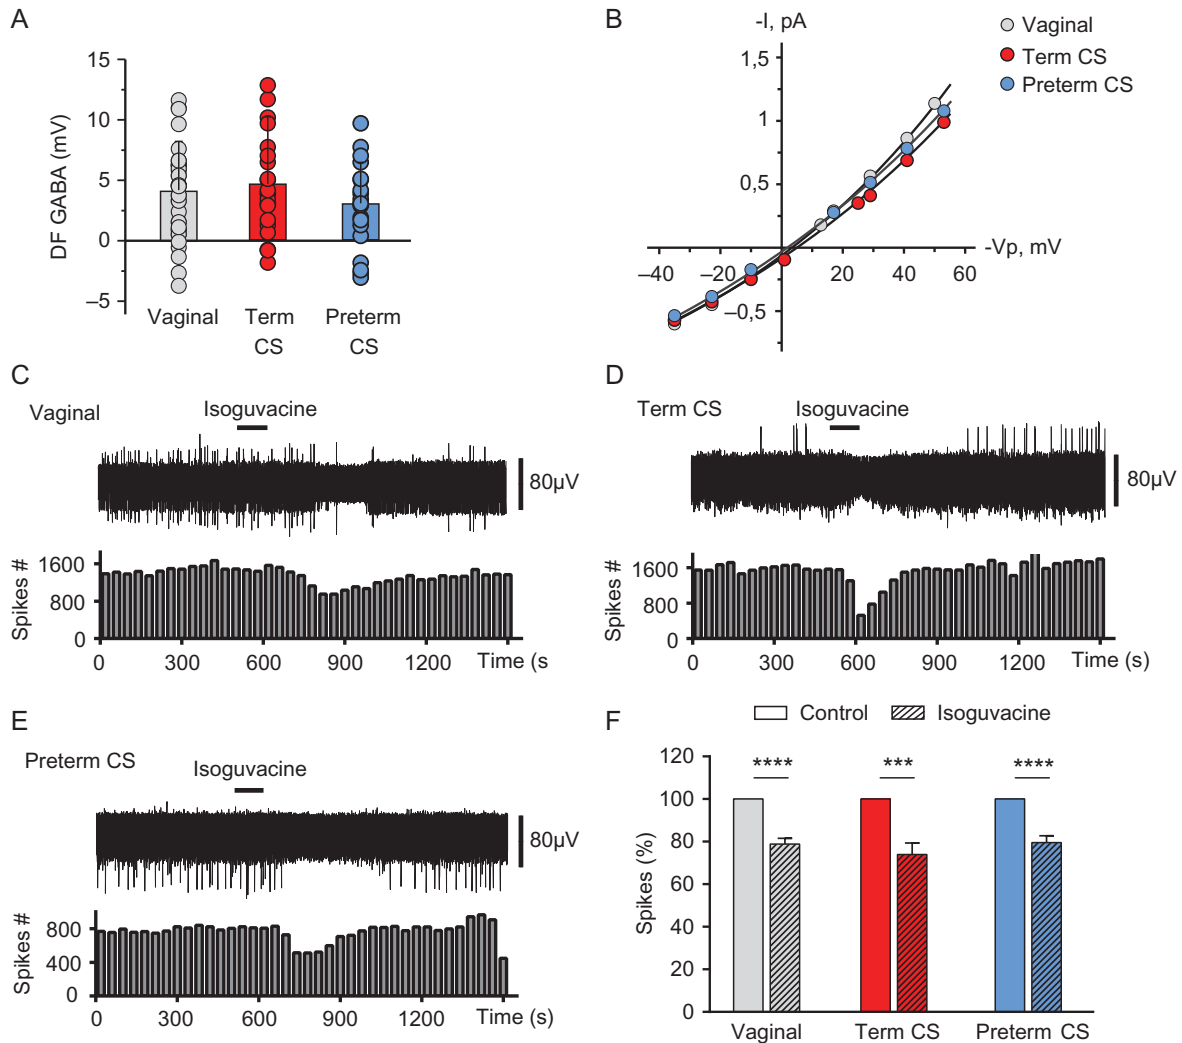 A
15
10
5
0
–5
DF GABA (mV)
Vaginal
Term
CS
Preterm
CS
B
-I, pA
1,5
1
0,5
–0,5
–40
–20
20
40
60
-Vp, mV
Vaginal
Term CS
Preterm CS
C
Vaginal
Isoguvacine
80µV
Spikes #
1600
800
0
0 300 600 900 1200 Time (s
D
Term CS
Isoguvacine
80µV
Spikes #
1600
800
0
0 300 600 900 1200 Time (s)
E
Preterm CS
Isoguvacine
80µV
Spikes #
800
400
0
0 300 600 900 1200 Time (s)
F
Control
Isoguvacine
120
100
80
60
40
20
0
Spikes (%)
**** *** ****
Vaginal Term CS Preterm CS